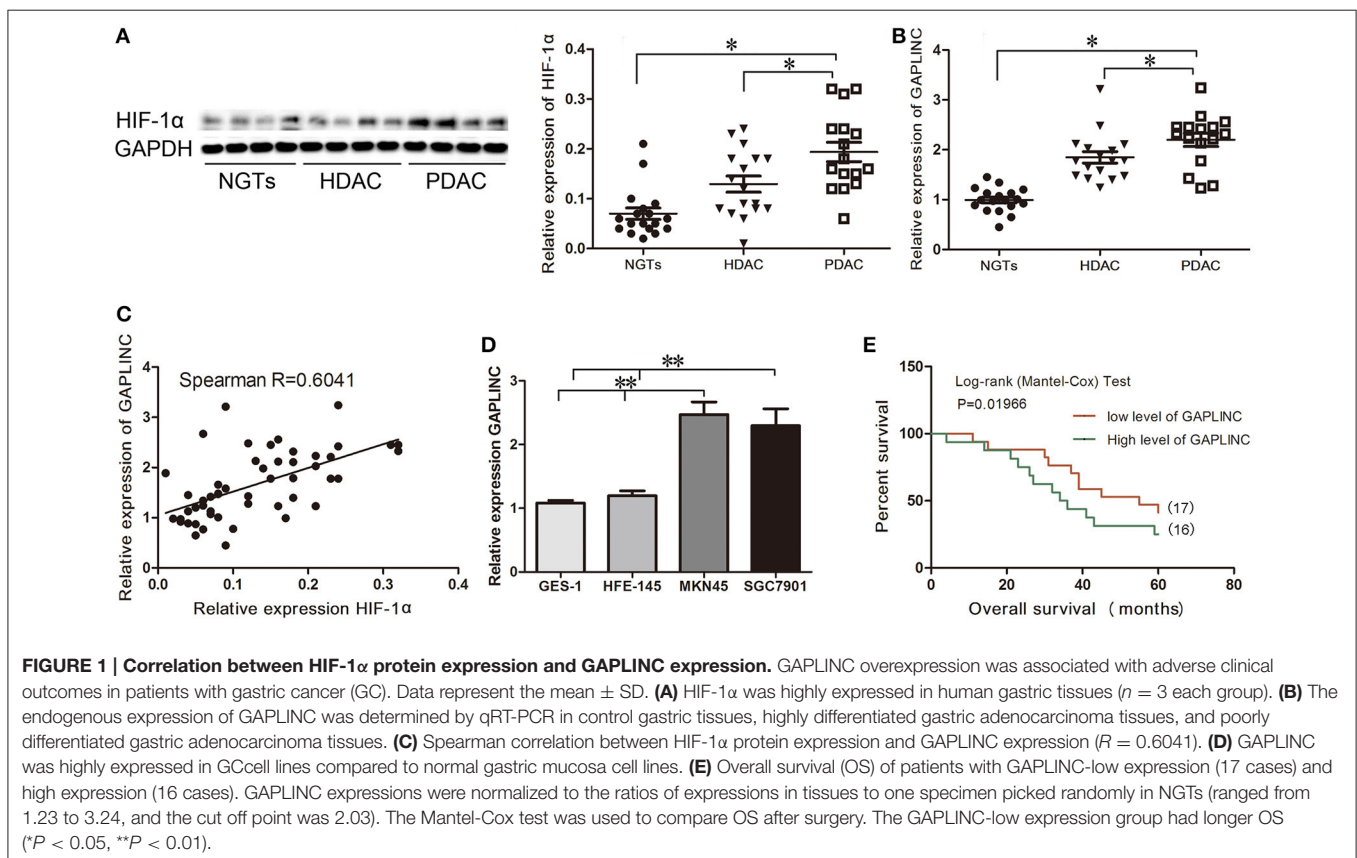 A
HIF-1α
GAPDH
NGTs HDAC PDAC
Relative expression of HIF-1α
0.4
0.3
0.2
0.1
0.0
NGTs HDAC PDAC
*
*
B
Relative expression of GAPLINC
4
3
2
1
0
NGTs HDAC PDAC
*
*
C
Relative expression of GAPLINC
4
3
2
1
0
Spearman R=0.6041
0.0 0.1 0.2 0.3 0.4
Relative expression HIF-1α
D
Relative expression GAPLINC
3
2
1
0
**
**
GES-1 HFE-145 MKN45 SGC7901
E
Percent survival
150
100
50
0
Log-rank (Mantel-Cox) Test
P=0.01966
low level of GAPLINC
High level of GAPLINC
(17)
(16)
0 20 40 60 80
Overall survival (months)
FIGURE 1 | Correlation between HIF-1α protein expression and GAPLINC expression. GAPLINC overexpression was associated with adverse clinical
outcomes in patients with gastric cancer (GC). Data represent the mean ± SD. (A) HIF-1α was highly expressed in human gastric tissues (n = 3 each group). (B) The
endogenous expression of GAPLINC was determined by qRT-PCR in control gastric tissues, highly differentiated gastric adenocarcinoma tissues, and poorly
differentiated gastric adenocarcinoma tissues. (C) Spearman correlation between HIF-1α protein expression and GAPLINC expression (R = 0.6041). (D) GAPLINC
was highly expressed in GCcell lines compared to normal gastric mucosa cell lines. (E) Overall survival (OS) of patients with GAPLINC-low expression (17 cases) and
high expression (16 cases). GAPLINC expressions were normalized to the ratios of expressions in tissues to one specimen picked randomly in NGTs (ranged from
1.23 to 3.24, and the cut off point was 2.03). The Mantel-Cox test was used to compare OS after surgery. The GAPLINC-low expression group had longer OS
(*P < 0.05, **P < 0.01).